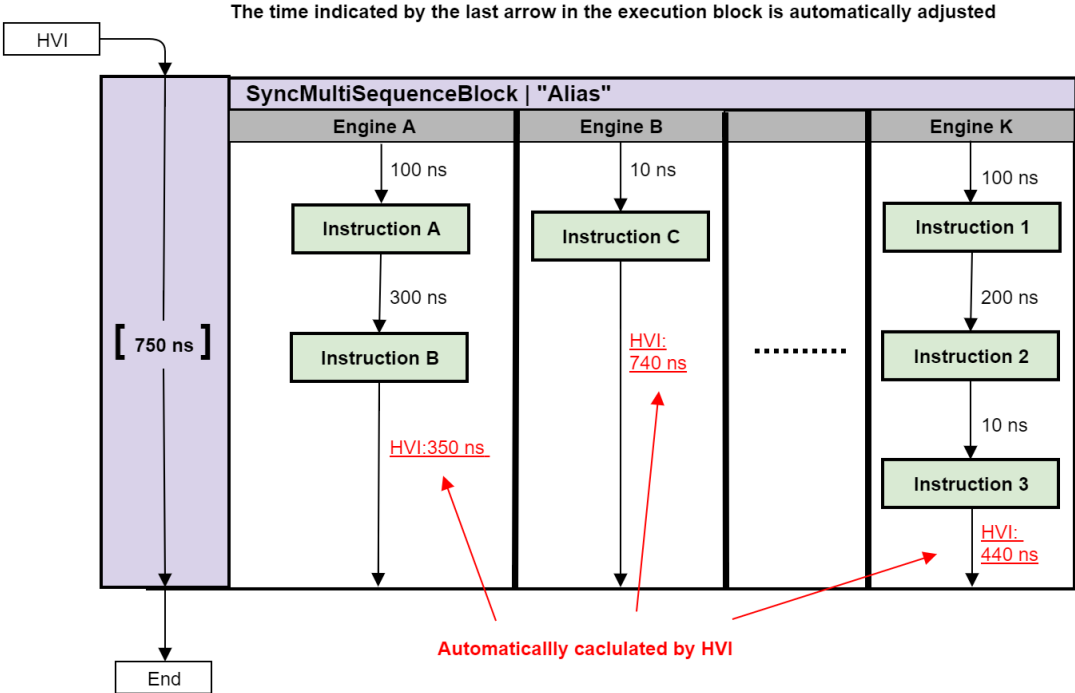 The time indicated by the last arrow in the execution block is automatically adjusted
HVI
SyncMultiSequenceBlock | "Alias"
Engine A
Engine B
Engine K
100 ns
10 ns
100 ns
Instruction A
Instruction C
Instruction 1
300 ns
200 ns
[ 750 ns ]
Instruction B
HVI:
740 ns
Instruction 2
10 ns
HVI:350 ns
Instruction 3
HVI:
440 ns
Automaticallly caclulated by HVI
End